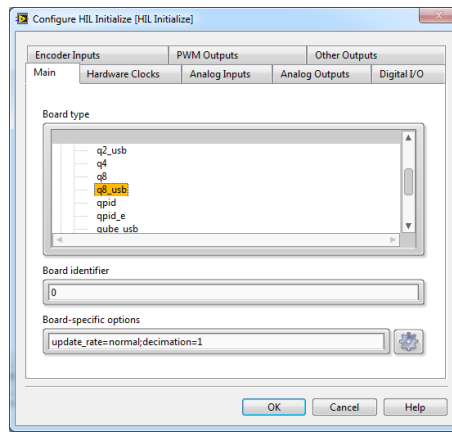 Configure HIL Initialize [HIL Initialize]
Encoder Inputs PWM Outputs Other Outputs
Main Hardware Clocks Analog Inputs Analog Outputs Digital I/O
Board type
q2_usb
q4
q8
q8_usb
qpid
qpid_e
qube usb
Board identifier
0
Board-specific options
update_rate=normal;decimation=1
OK Cancel Help